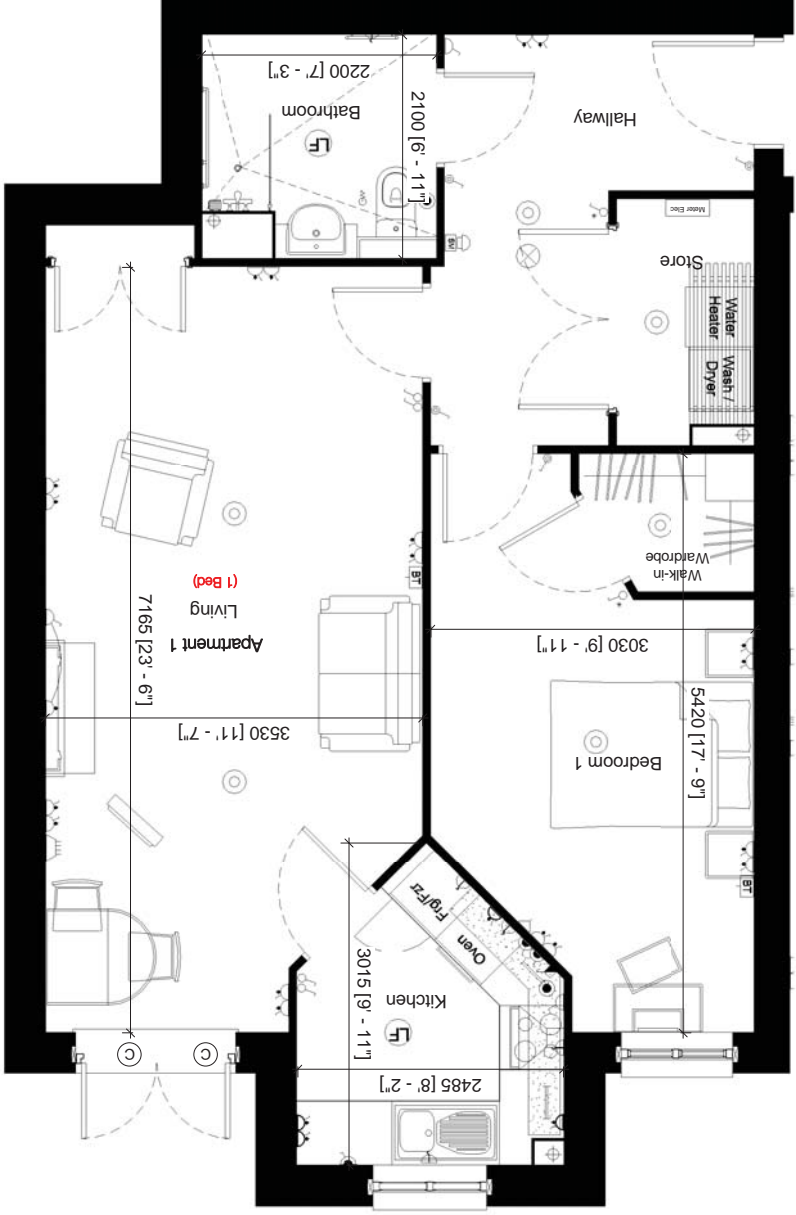 2200 [7' - 3"]
Bathroom
LF
2100 [6' - 11"]
Hallway
SV
Meter Elec
Store
Water
Heater
Wash /
Dryer
Walk-in
Wardrobe
BT
Apartment 1
Living
(1 Bed)
7165 [23' - 6"]
3530 [11' - 7"]
3030 [9' - 11"]
5420 [17' - 9"]
Bedroom 1
BT
Frg/Fzr
Oven
Kitchen
3015 [9' - 11"]
LF
2485 [8' - 2"]
C
C